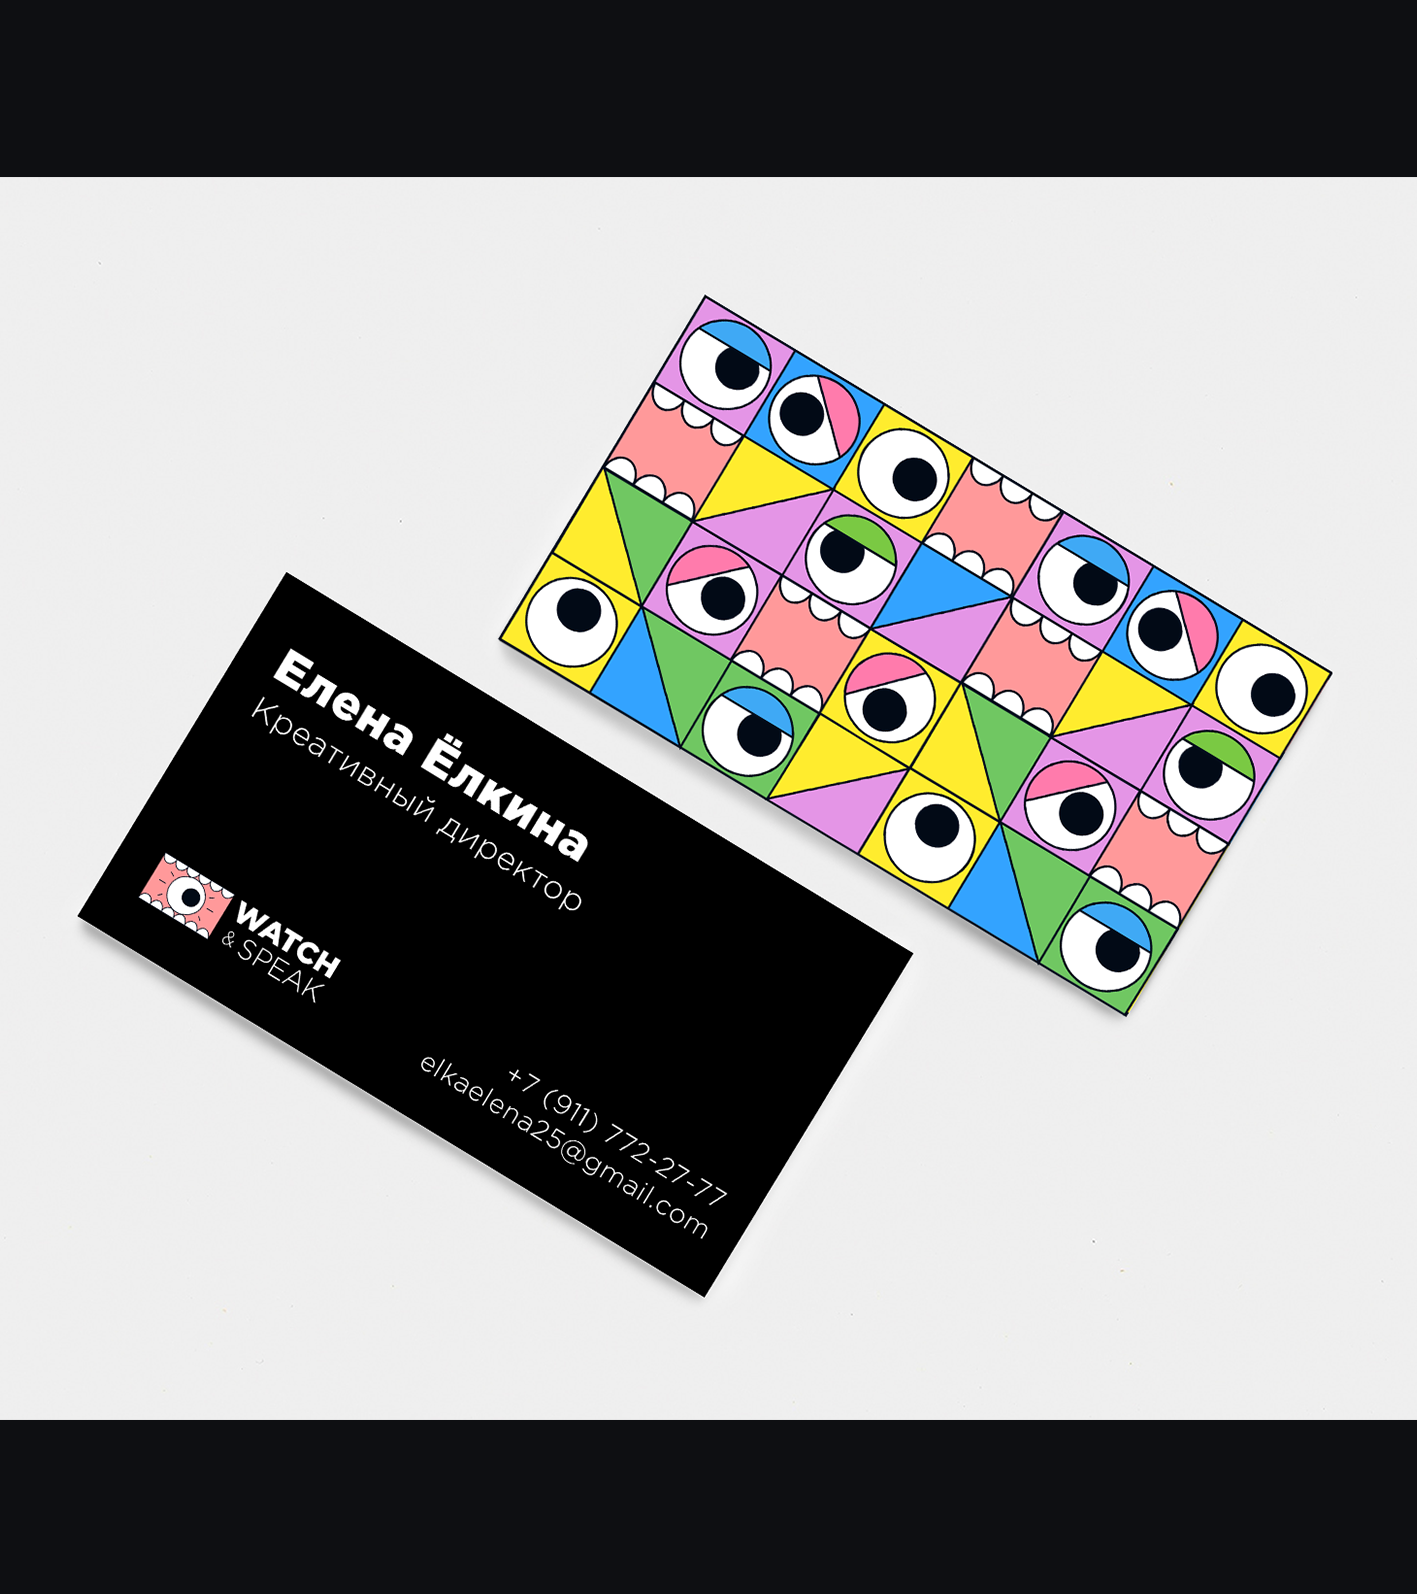 Елена Ёлкина
Креативный директор
WATCH
& SPEAK
+7 (911) 772-27-77
elkaelena25@gmail.com